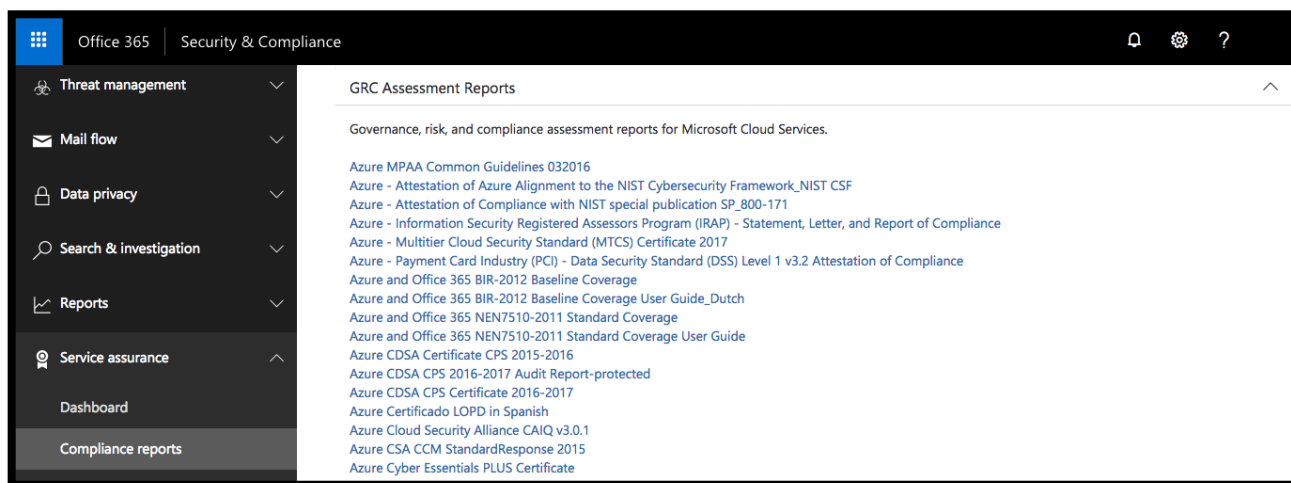 Office 365 Security & Compliance ?
Threat management
Mail flow
Data privacy
Search & investigation
Reports
Service assurance
Dashboard
Compliance reports
GRC Assessment Reports
Governance, risk, and compliance assessment reports for Microsoft Cloud Services.
Azure MPAA Common Guidelines 032016
Azure - Attestation of Azure Alignment to the NIST Cybersecurity Framework_NIST CSF
Azure - Attestation of Compliance with NIST special publication SP_800-171
Azure - Information Security Registered Assessors Program (IRAP) - Statement, Letter, and Report of Compliance
Azure - Multitier Cloud Security Standard (MTCS) Certificate 2017
Azure - Payment Card Industry (PCI) - Data Security Standard (DSS) Level 1 v3.2 Attestation of Compliance
Azure and Office 365 BIR-2012 Baseline Coverage
Azure and Office 365 BIR-2012 Baseline Coverage User Guide_Dutch
Azure and Office 365 NEN7510-2011 Standard Coverage
Azure and Office 365 NEN7510-2011 Standard Coverage User Guide
Azure CDSA Certificate CPS 2015-2016
Azure CDSA CPS 2016-2017 Audit Report-protected
Azure CDSA CPS Certificate 2016-2017
Azure Certificado LOPD in Spanish
Azure Cloud Security Alliance CAIQ v3.0.1
Azure CSA CCM StandardResponse 2015
Azure Cyber Essentials PLUS Certificate